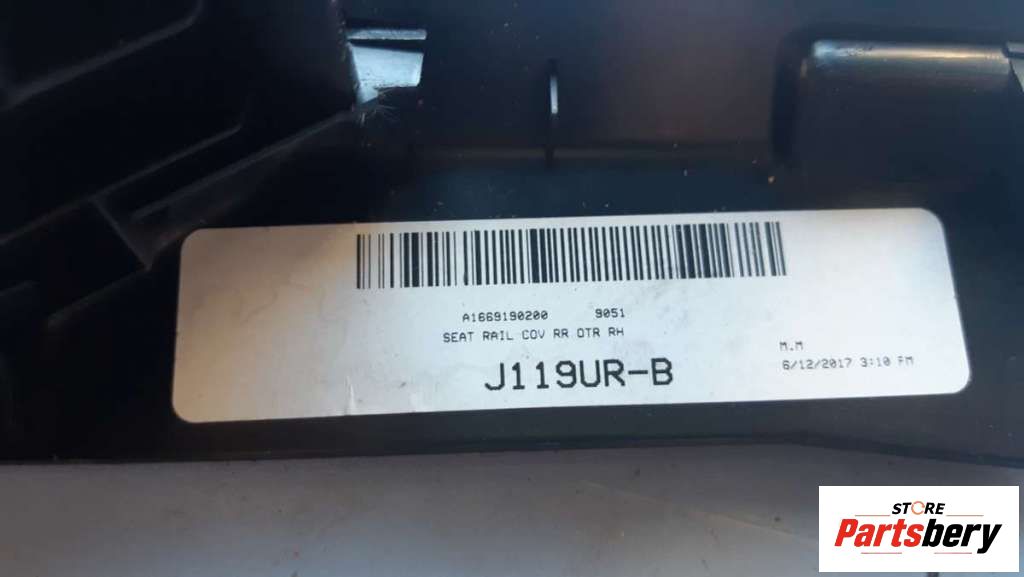 A1669190200 9051
SEAT RAIL COV RR OTR RH
J119UR-B
M.M
6/12/2017 3:10 PM
STORE
Partsbery